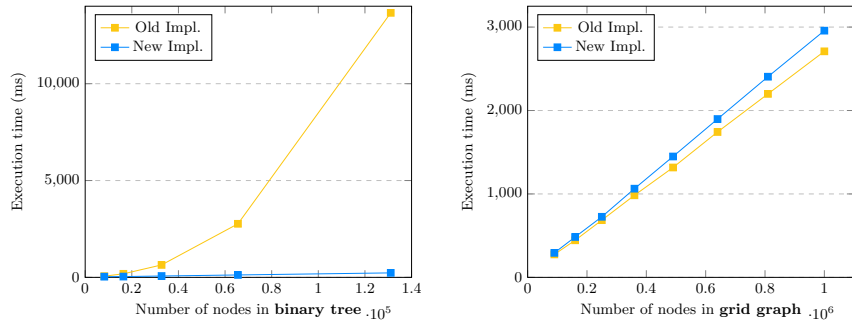 Old Impl.
New Impl.
10,000
5,000
0
Execution time (ms)
0 0.2 0.4 0.6 0.8 1 1.2 1.4
Number of nodes in binary tree ·10^5
Old Impl.
New Impl.
3,000
2,000
1,000
0
Execution time (ms)
0 0.2 0.4 0.6 0.8 1
Number of nodes in grid graph ·10^6